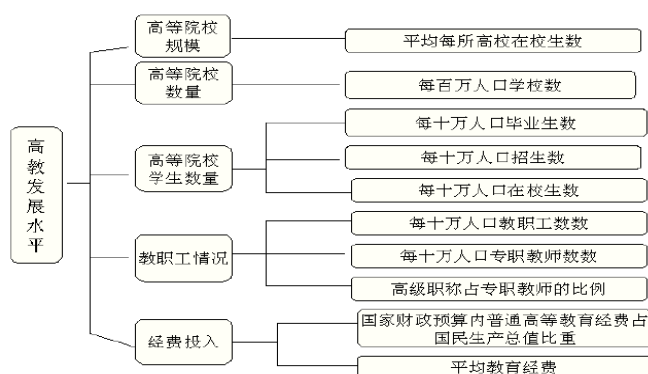 高教发展水平
高等院校
规模
平均每所高校在校生数
高等院校
数量
每百万人口学校数
高等院校
学生数量
每十万人口毕业生数
每十万人口招生数
每十万人口在校生数
教职工情况
每十万人口教职工数数
每十万人口专职教师数数
高级职称占专职教师的比例
经费投入
国家财政预算内普通高等教育经费占
国民生产总值比重
平均教育经费